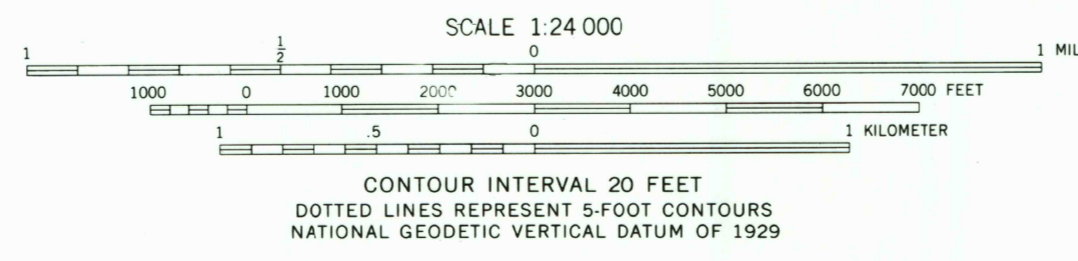 SCALE 1:24 000
1 1/2 0 1 MIL
1000 0 1000 2000 3000 4000 5000 6000 7000 FEET
1 .5 0 1 KILOMETER
CONTOUR INTERVAL 20 FEET
DOTTED LINES REPRESENT 5-FOOT CONTOURS
NATIONAL GEODETIC VERTICAL DATUM OF 1929